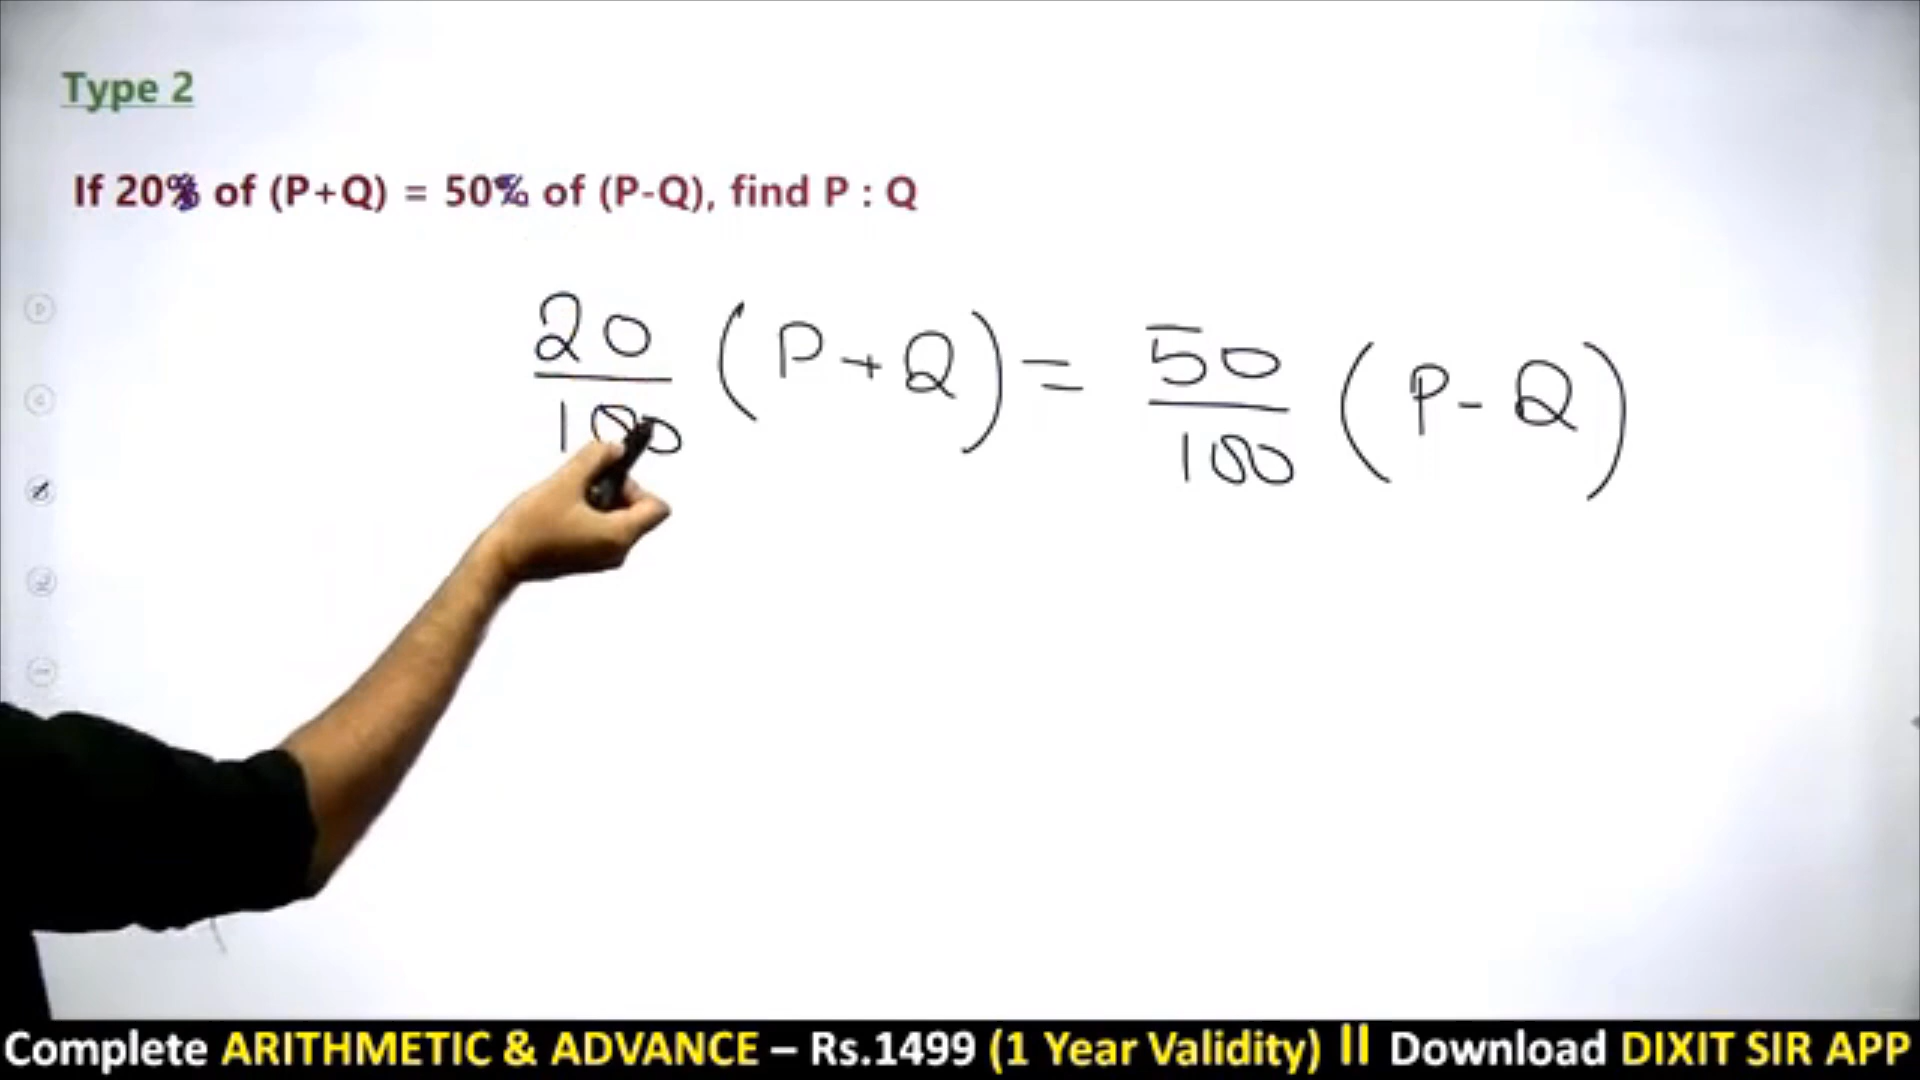 Type 2
If 20% of (P+Q) = 50% of (P-Q), find P : Q
20/100 (P+Q) = 50/100 (P-Q)
Complete ARITHMETIC & ADVANCE – Rs.1499 (1 Year Validity) || Download DIXIT SIR APP